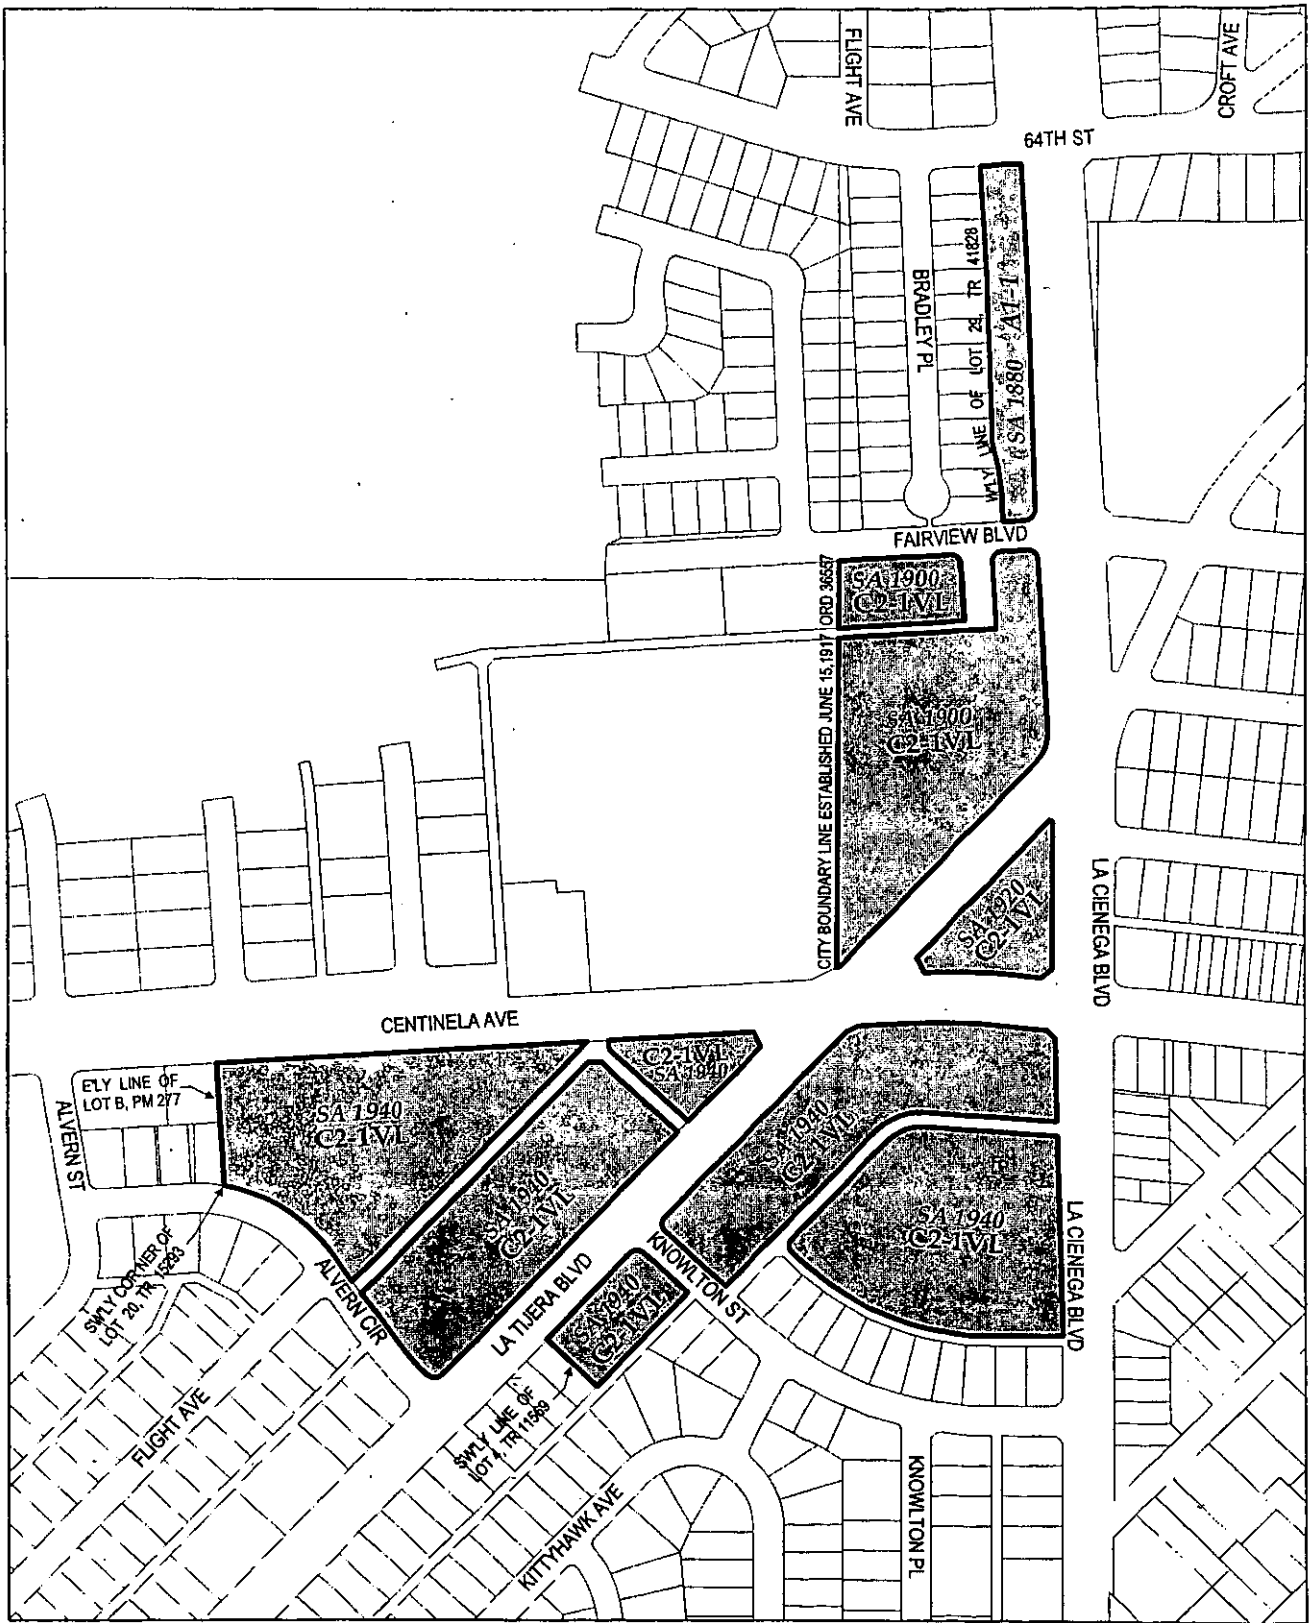 FLIGHT AVE
CROFT AVE
64TH ST
BRADLEY PL
W'LY LINE OF LOT 29, TR 41828
SA 1880 A1-1
FAIRVIEW BLVD
SA 1900
C2-1VL
CITY BOUNDARY LINE ESTABLISHED JUNE 15,1917 ORD 36557
SA 1900
C2-1VL
SA 1920
C2-1VL
LA CIENEGA BLVD
CENTINELA AVE
C2-1VL
SA 1940
E'LY LINE OF
LOT B, PM 277
ALVERN ST
SA 1940
C2-1VL
SA 1940
C2-1VL
SA 1940
C2-1VL
SA 1940
C2-1VL
LA CIENEGA BLVD
SW'LY CORNER OF
LOT 20, TR 15293
ALVERN CIR
LA TIJERA BLVD
KNOWLTON ST
SA 1940
C2-1VL
SW'LY LINE OF
LOT 4, TR 11569
FLIGHT AVE
KITTYHAWK AVE
KNOWLTON PL